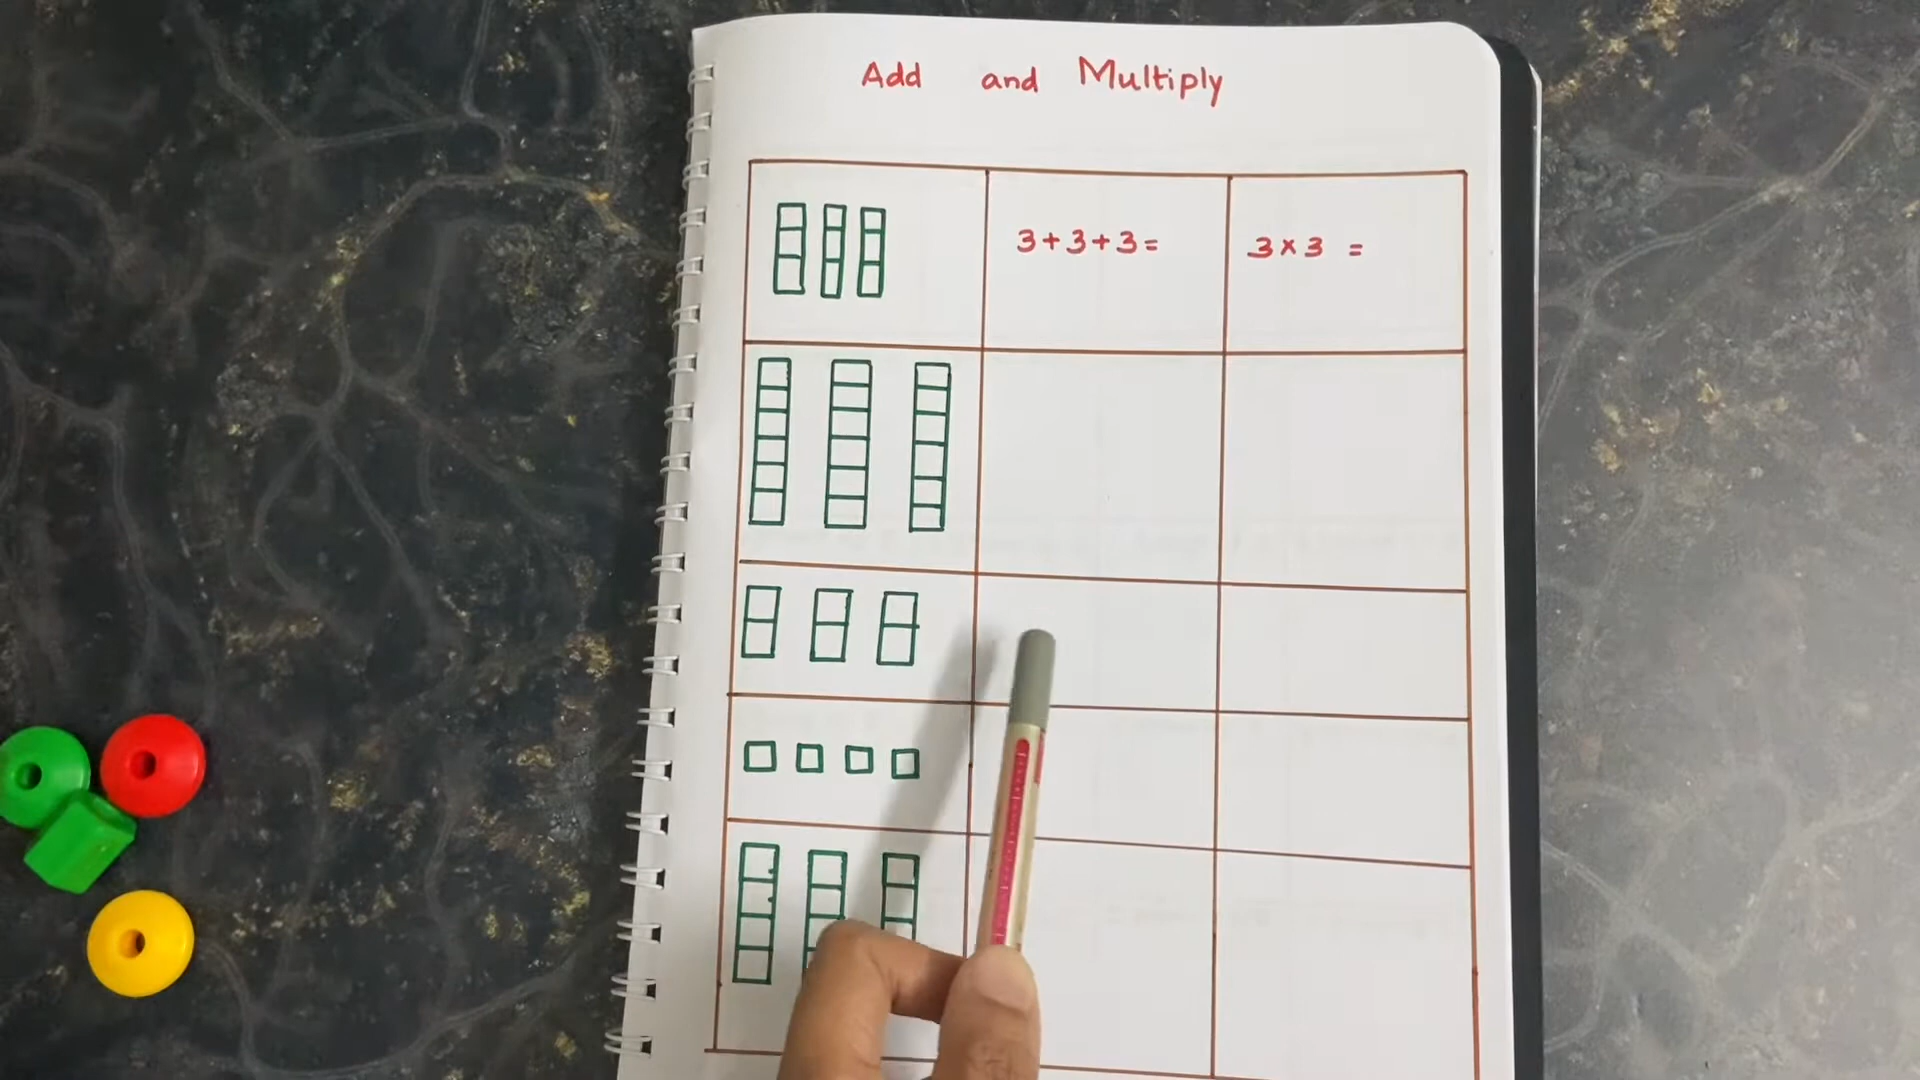 Add and Multiply
3+3+3= 3×3 =